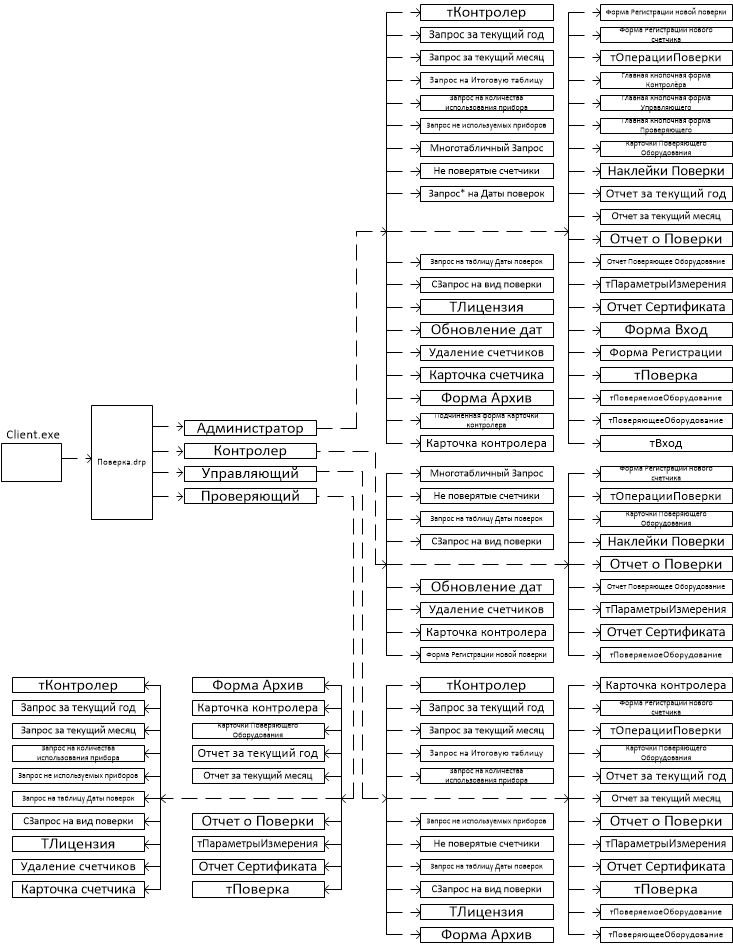 тКонтролер
Запрос за текущий год
Запрос за текущий месяц
Запрос на Итоговую таблицу
Запрос на количества
использования прибора
Запрос не используемых приборов
Многотабличный Запрос
Не поверятые счетчики
Запрос* на Даты поверок
Запрос на таблицу Даты поверок
СЗапрос на вид поверки
ТЛицензия
Обновление дат
Удаление счетчиков
Карточка счетчика
Форма Архив
Подчиненная форма Карточки
контролера
Карточка контролера
Форма Регистрации новой поверки
Форма Регистрации нового
счетчика
тОперацииПоверки
Главная кнопочная форма
Контролера
Главная кнопочная форма
Управляющего
Главная кнопочная форма
Проверяющего
Карточки Поверяющего
Оборудования
Наклейки Поверки
Отчет за текущий год
Отчет за текущий месяц
Отчет о Поверки
Отчет Поверяющее Оборудование
тПараметрыИзмерения
Отчет Сертификата
Форма Вход
Форма Регистрации
тПоверка
тПоверяемоеОборудование
тПоверяющееОборудование
тВход
Client.exe
Поверка.drp
Администратор
Контролер
Управляющий
Проверяющий
Многотабличный Запрос
Не поверятые счетчики
Запрос на таблицу Даты поверок
СЗапрос на вид поверки
Обновление дат
Удаление счетчиков
Карточка контролера
Форма Регистрации новой поверки
Форма Регистрации нового
счетчика
тОперацииПоверки
Карточки Поверяющего
Оборудования
Наклейки Поверки
Отчет о Поверки
Отчет Поверяющее Оборудование
тПараметрыИзмерения
Отчет Сертификата
тПоверяемоеОборудование
тКонтролер
Запрос за текущий год
Запрос за текущий месяц
Запрос на количества
использования прибора
Запрос не используемых приборов
Запрос на таблицу Даты поверок
СЗапрос на вид поверки
ТЛицензия
Удаление счетчиков
Карточка счетчика
Форма Архив
Карточка контролера
Карточки Поверяющего
Оборудования
Отчет за текущий год
Отчет за текущий месяц
Отчет о Поверки
тПараметрыИзмерения
Отчет Сертификата
тПоверка
тКонтролер
Запрос за текущий год
Запрос за текущий месяц
Запрос на Итоговую таблицу
Запрос на количества
использования прибора
Запрос не используемых приборов
Не поверятые счетчики
Запрос на таблицу Даты поверок
СЗапрос на вид поверки
ТЛицензия
Форма Архив
Карточка контролера
Форма Регистрации нового
счетчика
тОперацииПоверки
Карточки Поверяющего
Оборудования
Отчет за текущий год
Отчет за текущий месяц
Отчет о Поверки
тПараметрыИзмерения
Отчет Сертификата
тПоверка
тПоверяемоеОборудование
тПоверяющееОборудование